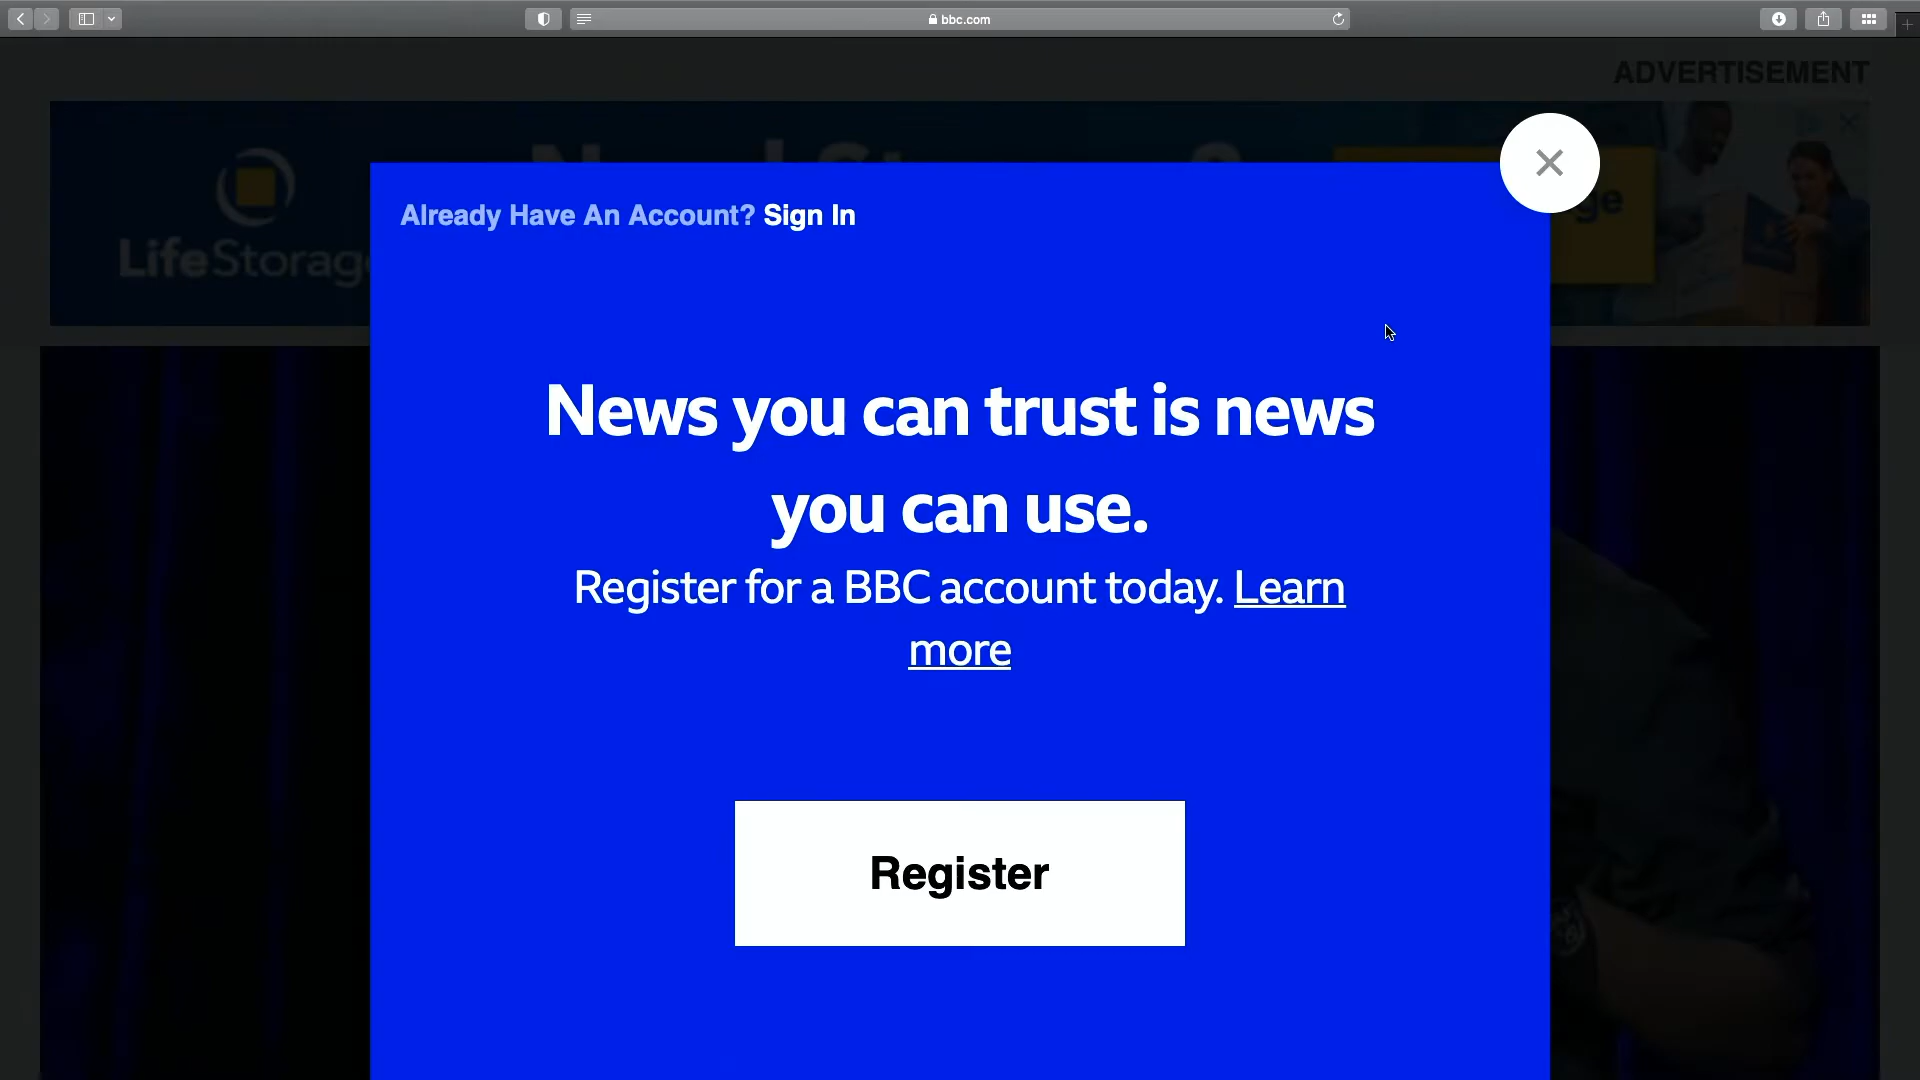 bbc.com
ADVERTISEMENT
LifeStorage
Already Have An Account? Sign In
News you can trust is news
you can use.
Register for a BBC account today. Learn
more
Register